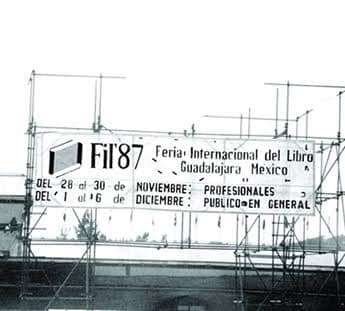 Fil'87 Feria Internacional del Libro
Guadalajara Mexico
DEL 28 al 30 de NOVIEMBRE: PROFESIONALES
DEL 1 al 6 de DICIEMBRE: PUBLICO EN GENERAL